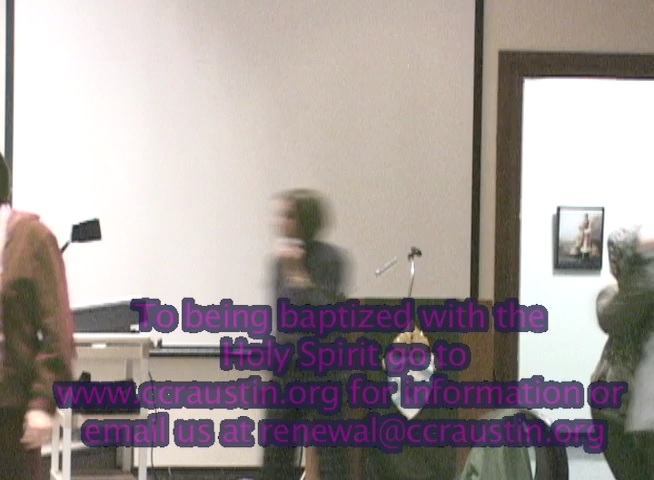 To being baptized with the
Holy Spirit go to
www.ccraustin.org for information or
email us at renewal@ccraustin.org